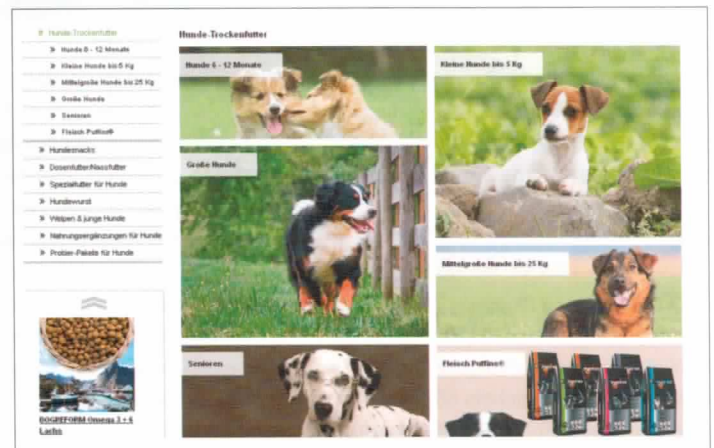 Hunde-Trockenfutter
Hunde 0 - 12 Monate
Kleine Hunde bis 5 Kg
Mittelgroße Hunde bis 25 Kg
Große Hunde
Senioren
Fleisch Puffins®
Hundesnacks
Dosenfutter/Nassfutter
Spezialfutter für Hunde
Hundewurst
Welpen & junge Hunde
Nahrungsergänzungen für Hunde
Probier-Pakete für Hunde
DOGREFORM Omega 3 + 6
Lachs
Hunde-Trockenfutter
Hunde 6 - 12 Monate
Kleine Hunde bis 5 Kg
Große Hunde
Mittelgroße Hunde bis 25 Kg
Senioren
Fleisch Puffins®